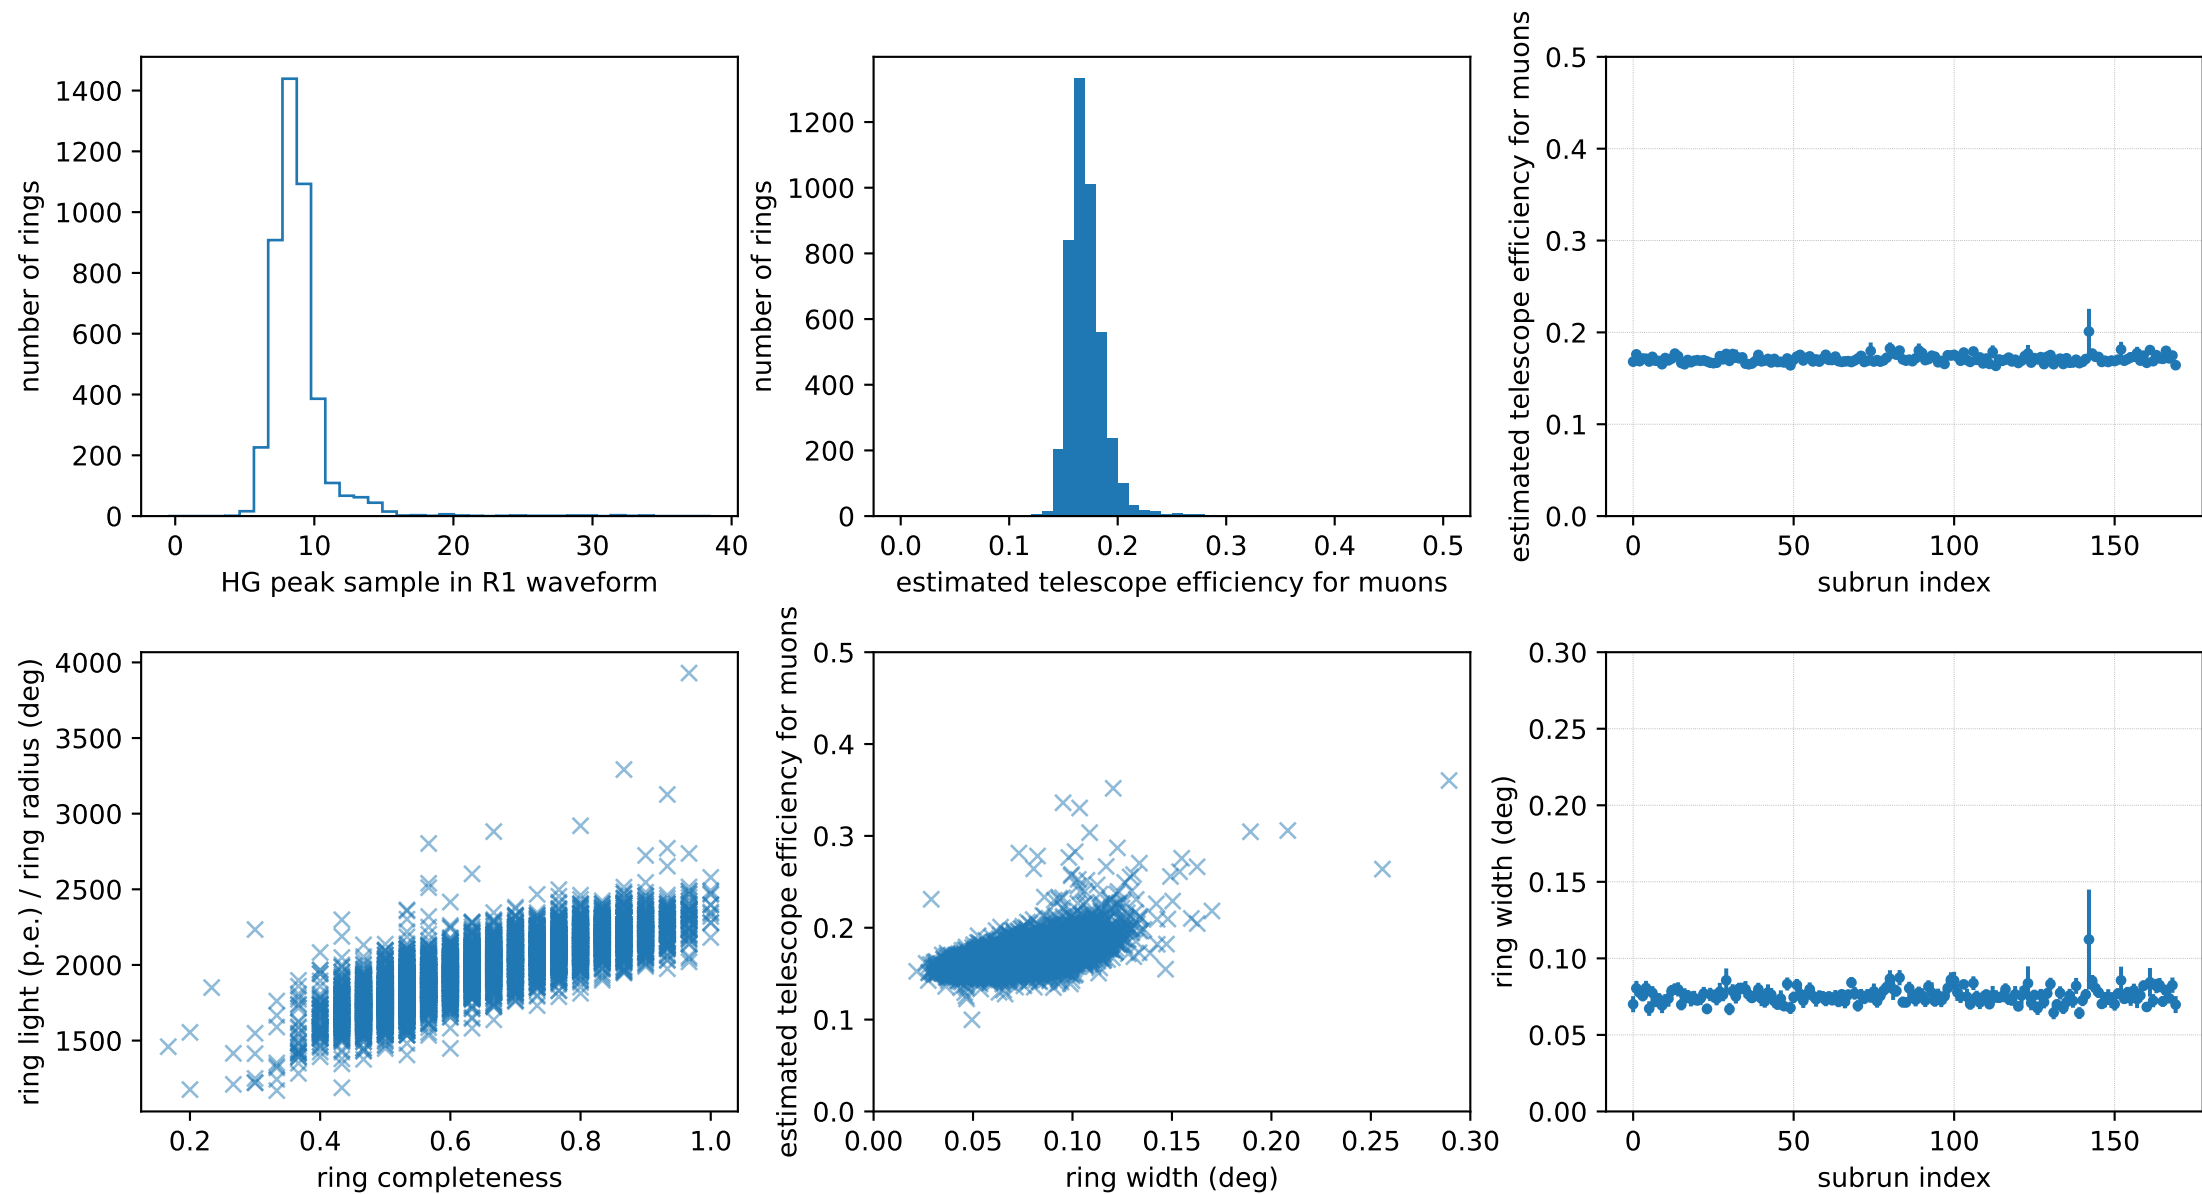 number of rings
1400
1200
1000
800
600
400
200
0
0 10 20 30 40
HG peak sample in R1 waveform
number of rings
1200
1000
800
600
400
200
0
0.0 0.1 0.2 0.3 0.4 0.5
estimated telescope efficiency for muons
estimated telescope efficiency for muons
0.5
0.4
0.3
0.2
0.1
0.0
0 50 100 150
subrun index
ring light (p.e.) / ring radius (deg)
4000
3500
3000
2500
2000
1500
0.2 0.4 0.6 0.8 1.0
ring completeness
estimated telescope efficiency for muons
0.5
0.4
0.3
0.2
0.1
0.0
0.00 0.05 0.10 0.15 0.20 0.25 0.30
ring width (deg)
ring width (deg)
0.30
0.25
0.20
0.15
0.10
0.05
0.00
0 50 100 150
subrun index